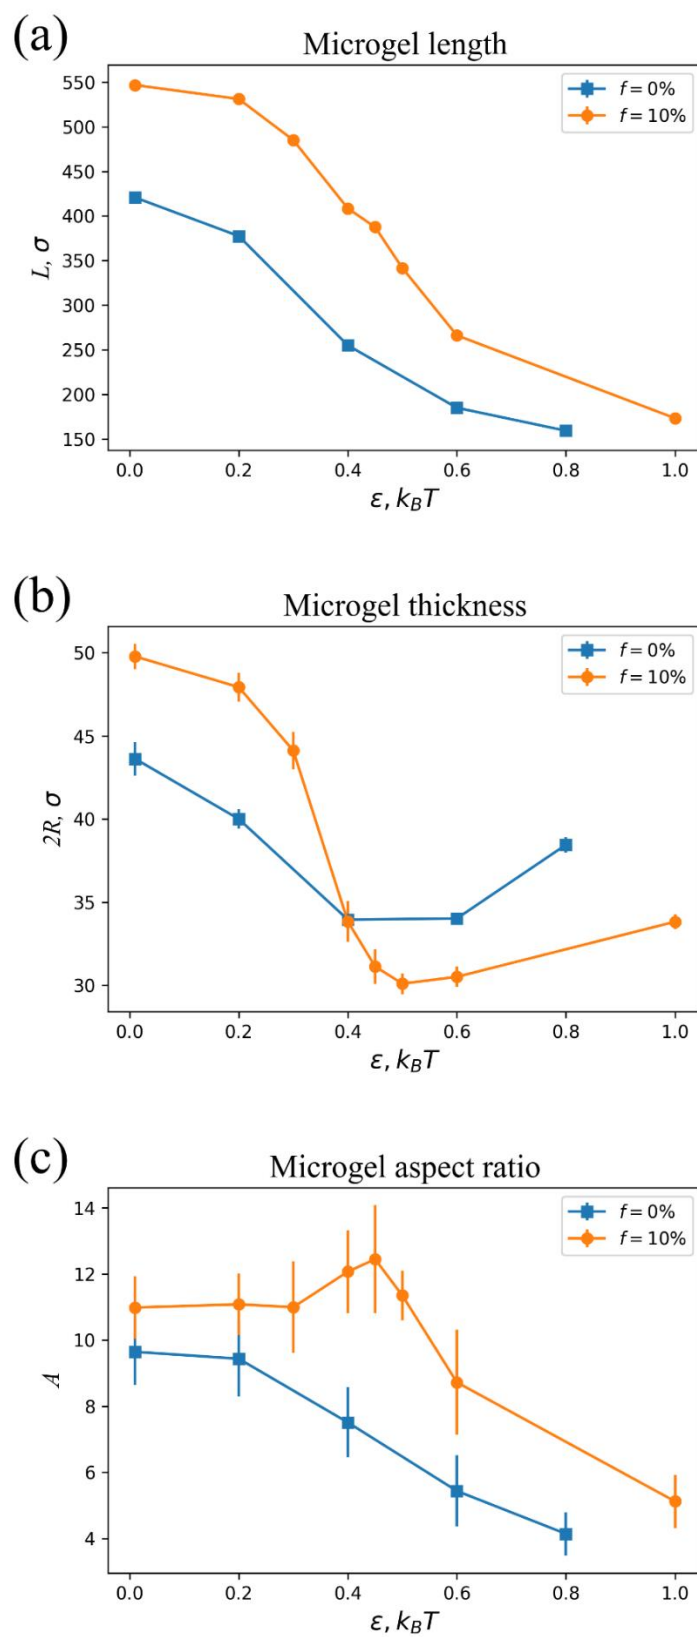 (a)
Microgel length
550
500
450
400
350
300
250
200
150
L, σ
f = 0%
f = 10%
0.0 0.2 0.4 0.6 0.8 1.0
ε, k_BT
(b)
Microgel thickness
50
45
40
35
30
2R, σ
f = 0%
f = 10%
0.0 0.2 0.4 0.6 0.8 1.0
ε, k_BT
(c)
Microgel aspect ratio
14
12
10
8
6
4
A
f = 0%
f = 10%
0.0 0.2 0.4 0.6 0.8 1.0
ε, k_BT